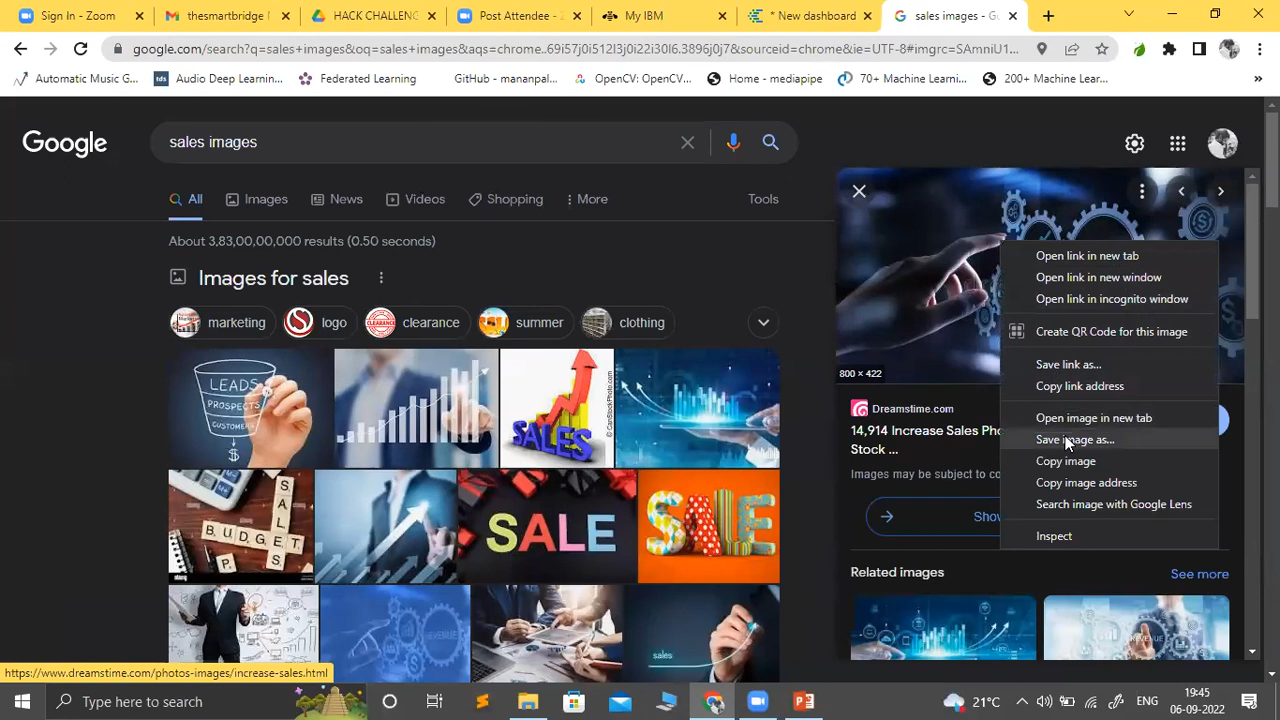 Sign In - Zoom
thesmartbridge M
HACK CHALLENG
Post Attendee - Z
My IBM
* New dashboard
sales images - Go
google.com/search?q=sales+images&oq=sales+images&aqs=chrome..69i57j0i512l3j0i22i30l6.3896j0j7&sourceid=chrome&ie=UTF-8#imgrc=SAmniU1...
Automatic Music G...
tds
Audio Deep Learnin...
Federated Learning
GitHub - mananpal...
OpenCV: OpenCV...
Home - mediapipe
70+ Machine Learni...
200+ Machine Lear...
»
Google
sales images
All
Images
News
Videos
Shopping
More
Tools
About 3,83,00,00,000 results (0.50 seconds)
Images for sales
marketing
logo
clearance
summer
clothing
LEADS
PROSPECTS
CUSTOMERS
$
SALES
© CanStockPhoto.com
SALES
BUDGET
SALE
SALE
REVENUE
sales
Open link in new tab
Open link in new window
Open link in incognito window
Create QR Code for this image
Save link as...
Copy link address
Open image in new tab
Save image as...
Copy image
Copy image address
Search image with Google Lens
Inspect
800 × 422
Dreamstime.com
14,914 Increase Sales Pho
Stock ...
Images may be subject to co
Related images
See more
https://www.dreamstime.com/photos-images/increase-sales.html
Type here to search
21°C
ENG
19:45
06-09-2022